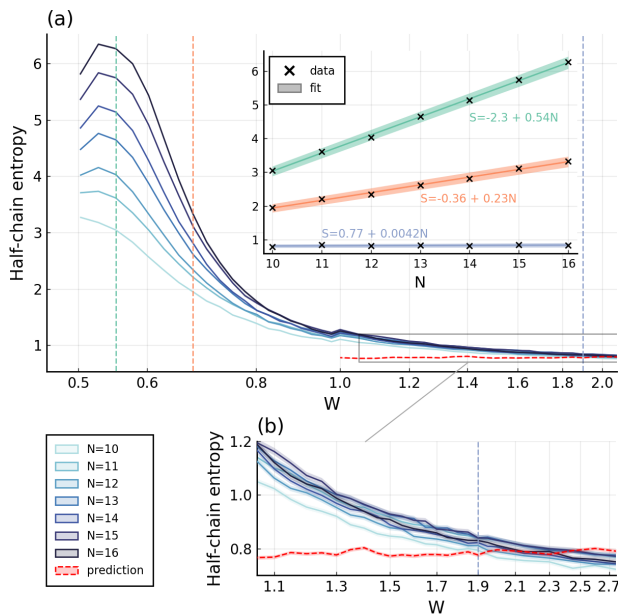 (a)
Half-chain entropy
6
5
4
3
2
1
0.5
0.6
0.8
1.0
1.2
1.4
1.6
1.8
2.0
W
6
5
4
3
2
1
10
11
12
13
14
15
16
N
data
fit
S=-2.3 + 0.54N
S=-0.36 + 0.23N
S=0.77 + 0.0042N
N=10
N=11
N=12
N=13
N=14
N=15
N=16
prediction
(b)
Half-chain entropy
1.2
1.0
0.8
1.1
1.3
1.5
1.7
1.9
2.1
2.3
2.5
2.7
W